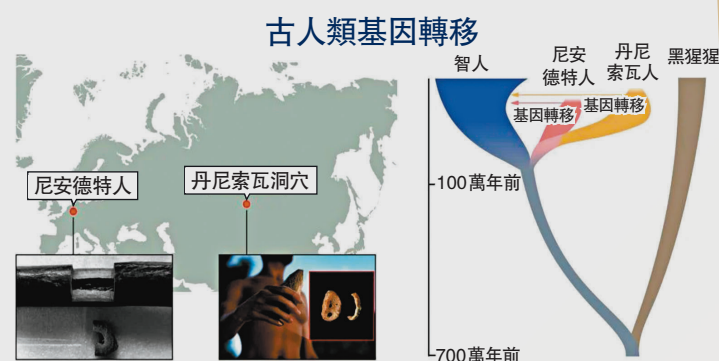 古人類基因轉移
尼安德特人
丹尼索瓦洞穴
智人
尼安
德特人
丹尼
索瓦人
黑猩猩
基因轉移
基因轉移
100萬年前
700萬年前